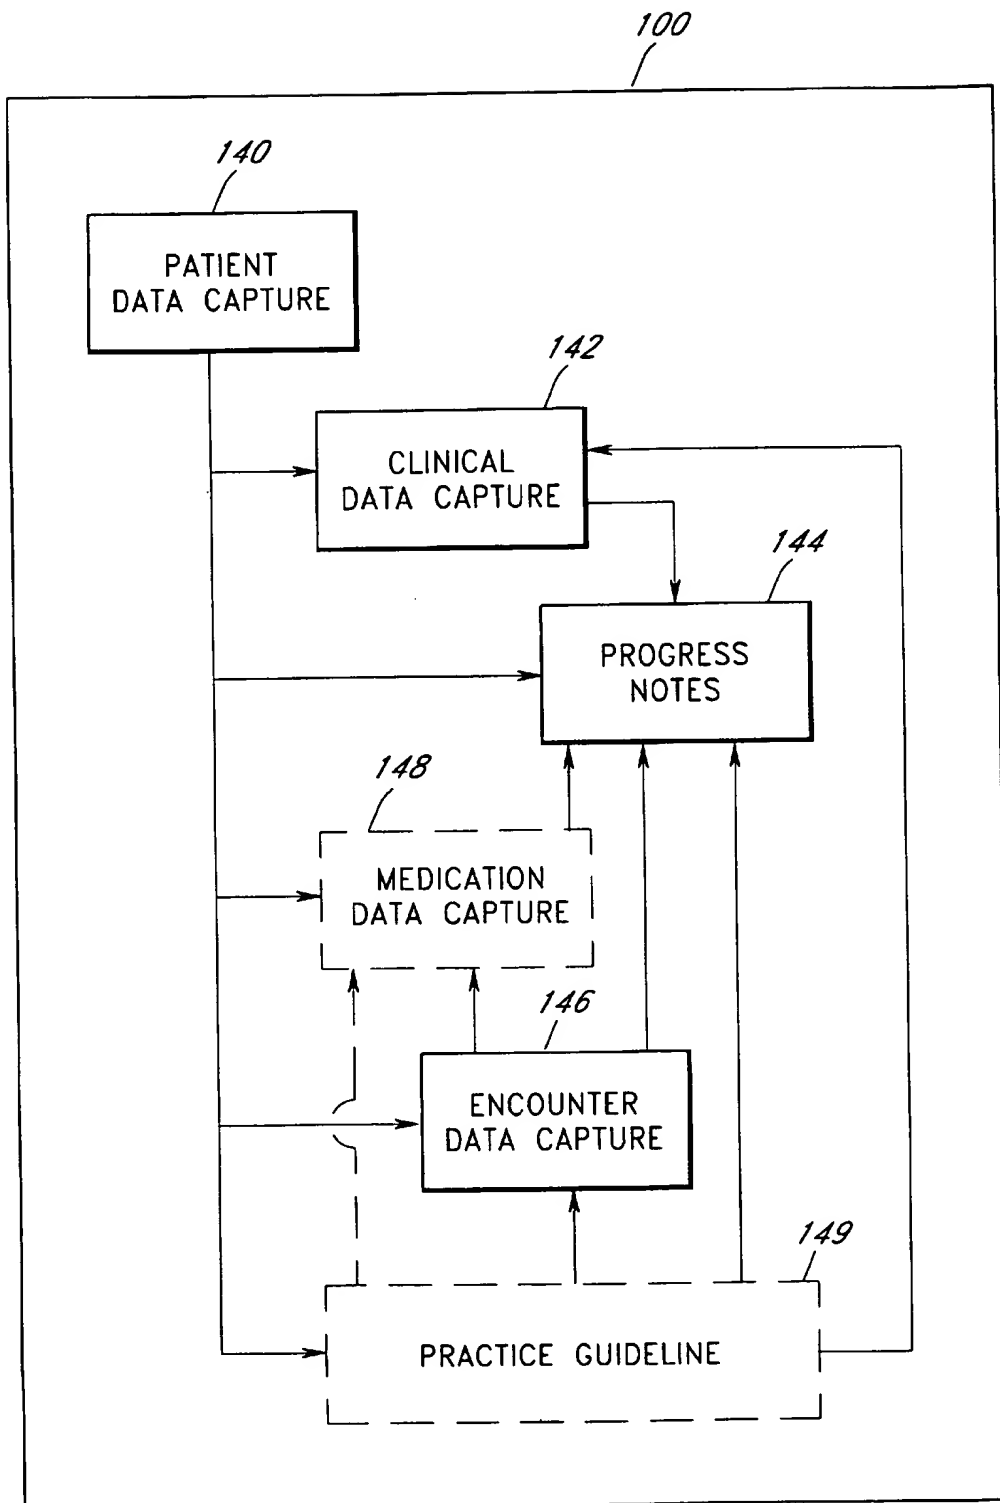 100
140
PATIENT
DATA CAPTURE
142
CLINICAL
DATA CAPTURE
144
PROGRESS
NOTES
148
MEDICATION
DATA CAPTURE
146
ENCOUNTER
DATA CAPTURE
149
PRACTICE GUIDELINE